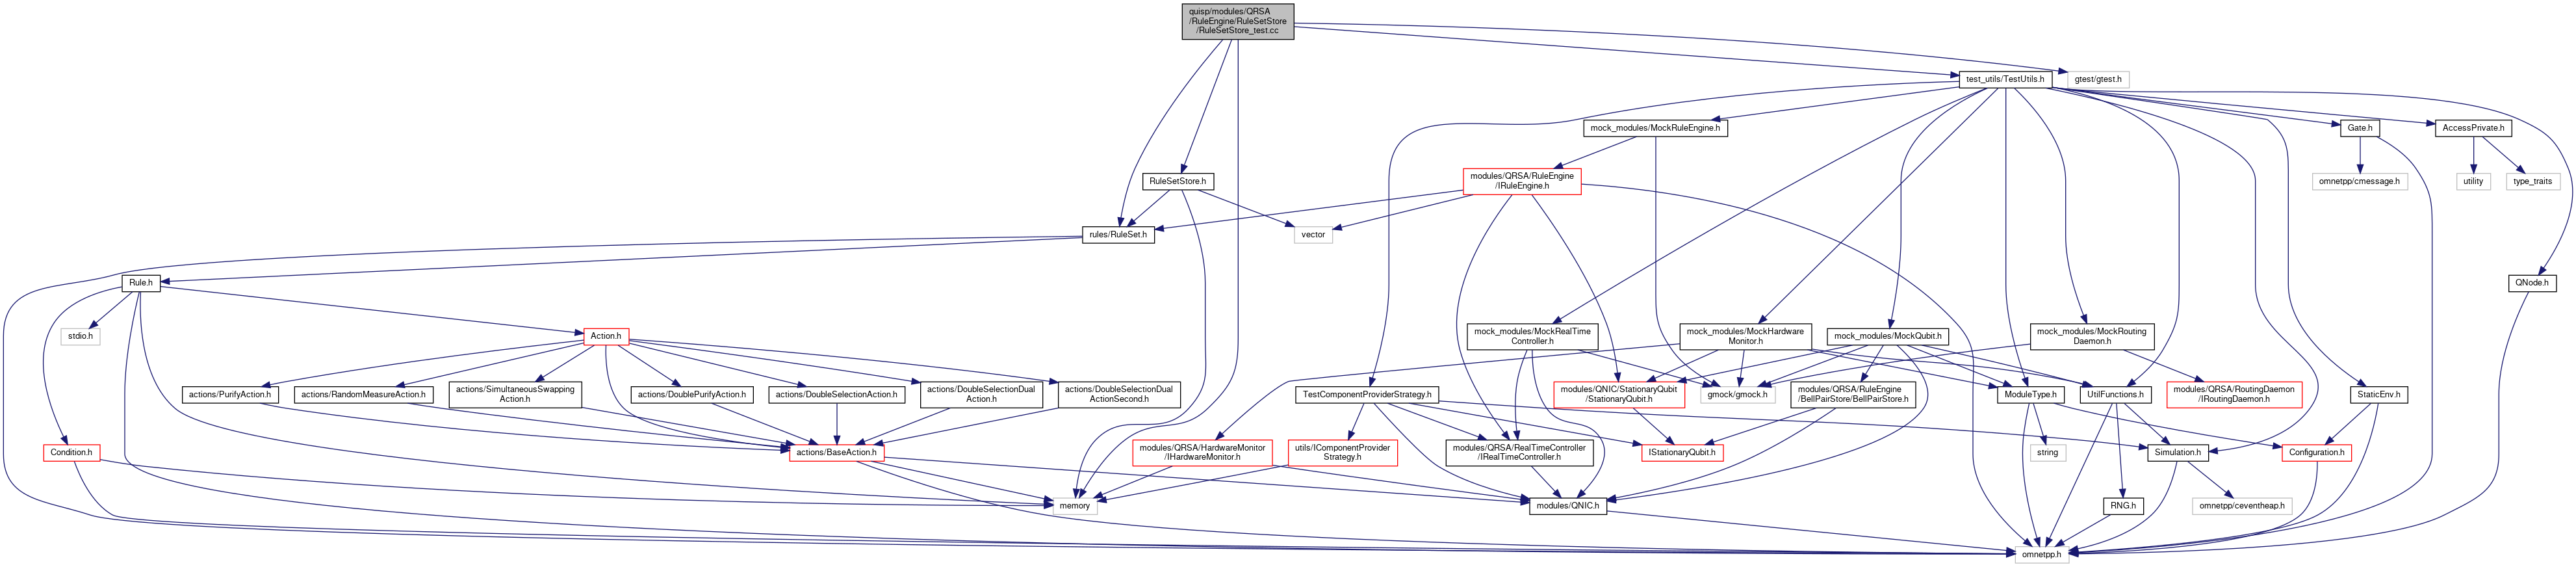 quisp/modules/QRSA
/RuleEngine/RuleSetStore
/RuleSetStore_test.cc
test_utils/TestUtils.h
gtest/gtest.h
mock_modules/MockRuleEngine.h
Gate.h
AccessPrivate.h
RuleSetStore.h
modules/QRSA/RuleEngine
/IRuleEngine.h
omnetpp/cmessage.h
utility
type_traits
rules/RuleSet.h
vector
Rule.h
QNode.h
stdio.h
Action.h
mock_modules/MockRealTime
Controller.h
mock_modules/MockHardware
Monitor.h
mock_modules/MockQubit.h
mock_modules/MockRouting
Daemon.h
actions/PurifyAction.h
actions/RandomMeasureAction.h
actions/SimultaneousSwapping
Action.h
actions/DoublePurifyAction.h
actions/DoubleSelectionAction.h
actions/DoubleSelectionDual
Action.h
actions/DoubleSelectionDual
ActionSecond.h
TestComponentProviderStrategy.h
modules/QNIC/StationaryQubit
/StationaryQubit.h
gmock/gmock.h
modules/QRSA/RuleEngine
/BellPairStore/BellPairStore.h
ModuleType.h
UtilFunctions.h
modules/QRSA/RoutingDaemon
/IRoutingDaemon.h
StaticEnv.h
Condition.h
actions/BaseAction.h
modules/QRSA/HardwareMonitor
/IHardwareMonitor.h
utils/IComponentProvider
Strategy.h
modules/QRSA/RealTimeController
/IRealTimeController.h
IStationaryQubit.h
string
Simulation.h
Configuration.h
memory
modules/QNIC.h
RNG.h
omnetpp/ceventheap.h
omnetpp.h